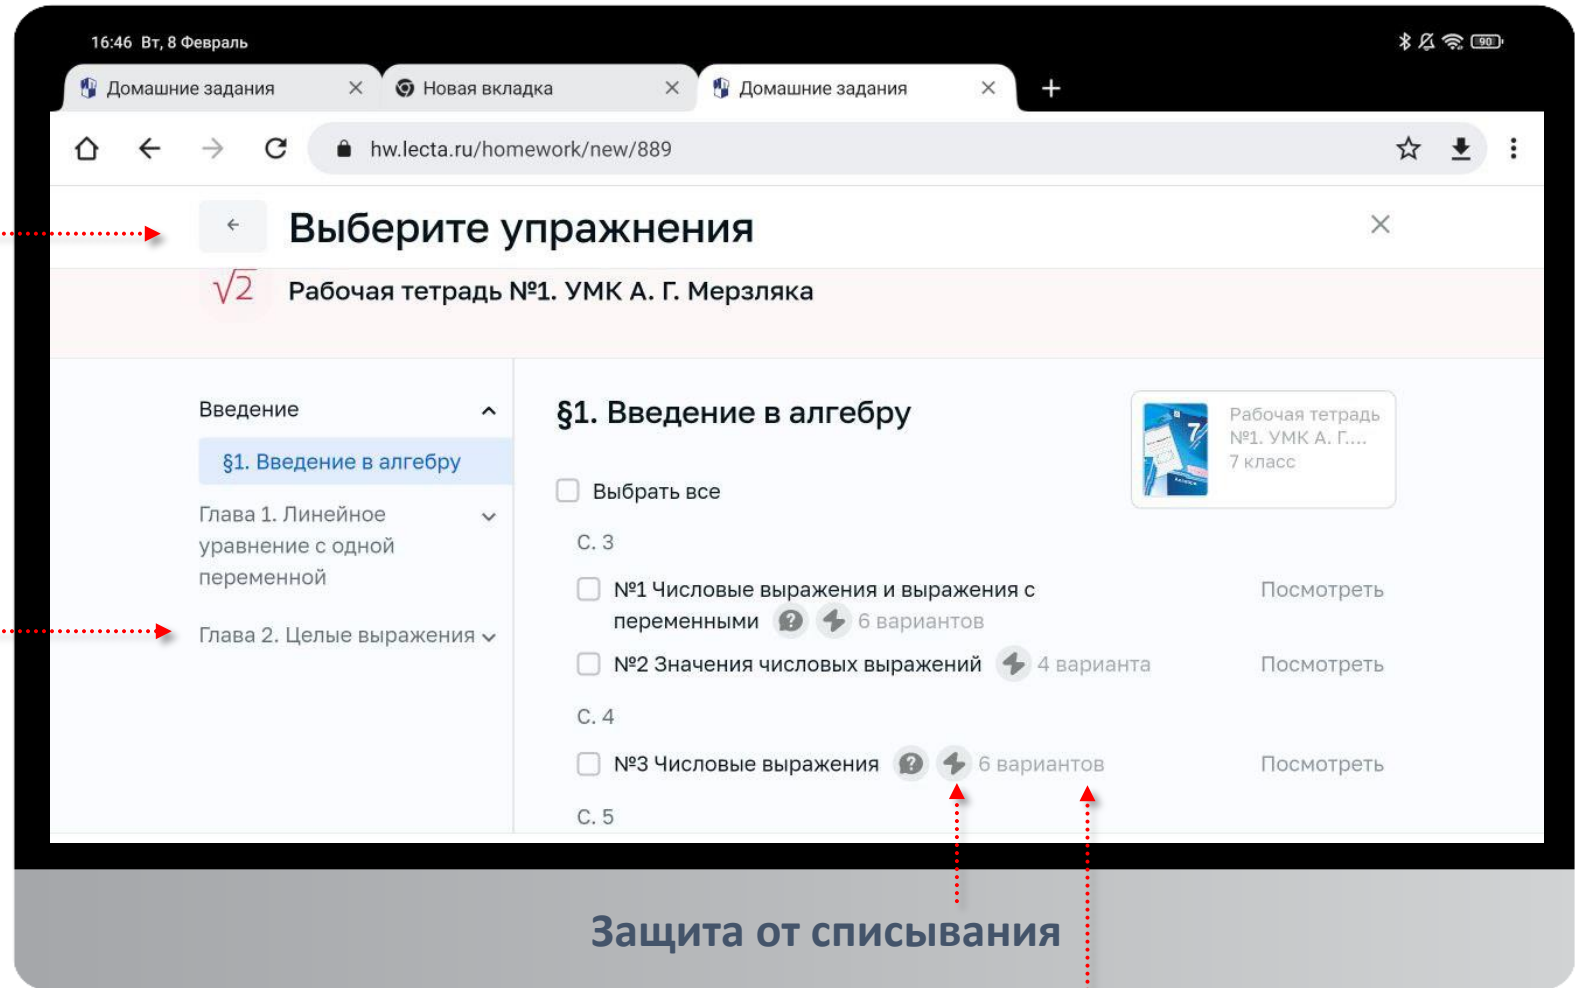 16:46 Вт, 8 Февраль
90
Домашние задания
Новая вкладка
Домашние задания
hw.lecta.ru/homework/new/889
Выберите упражнения
√2 Рабочая тетрадь №1. УМК А. Г. Мерзляка
Введение
§1. Введение в алгебру
Глава 1. Линейное
уравнение с одной
переменной
Глава 2. Целые выражения
§1. Введение в алгебру
7
Рабочая тетрадь
№1. УМК А. Г....
7 класс
Выбрать все
С. 3
№1 Числовые выражения и выражения с
переменными 6 вариантов
Посмотреть
№2 Значения числовых выражений 4 варианта
Посмотреть
С. 4
№3 Числовые выражения 6 вариантов
Посмотреть
С. 5
Защита от списывания